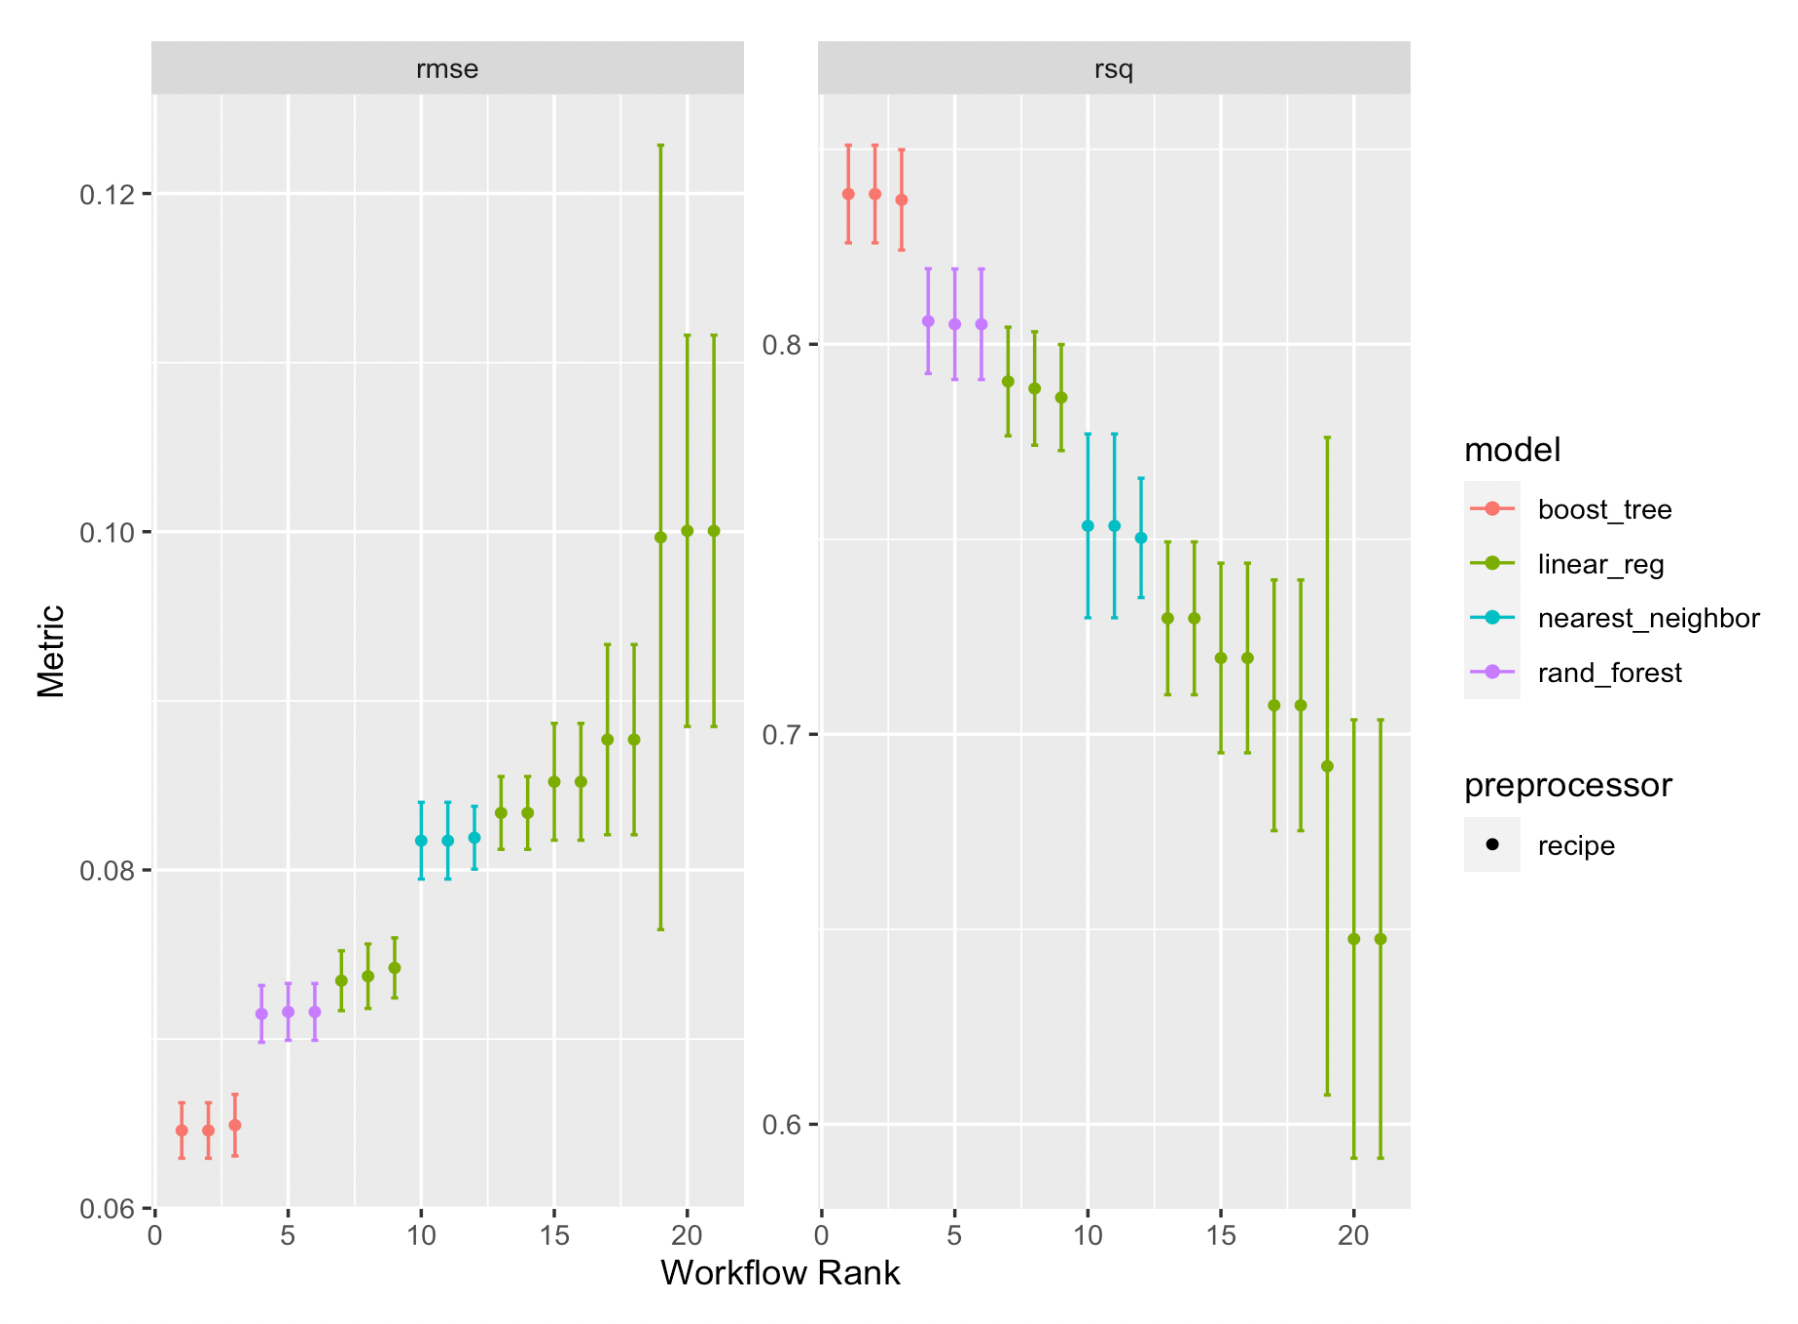 rmse
rsq
0.12
0.10
0.08
0.06
0.8
0.7
0.6
0 5 10 15 20
0 5 10 15 20
Metric
Workflow Rank
model
boost_tree
linear_reg
nearest_neighbor
rand_forest
preprocessor
recipe